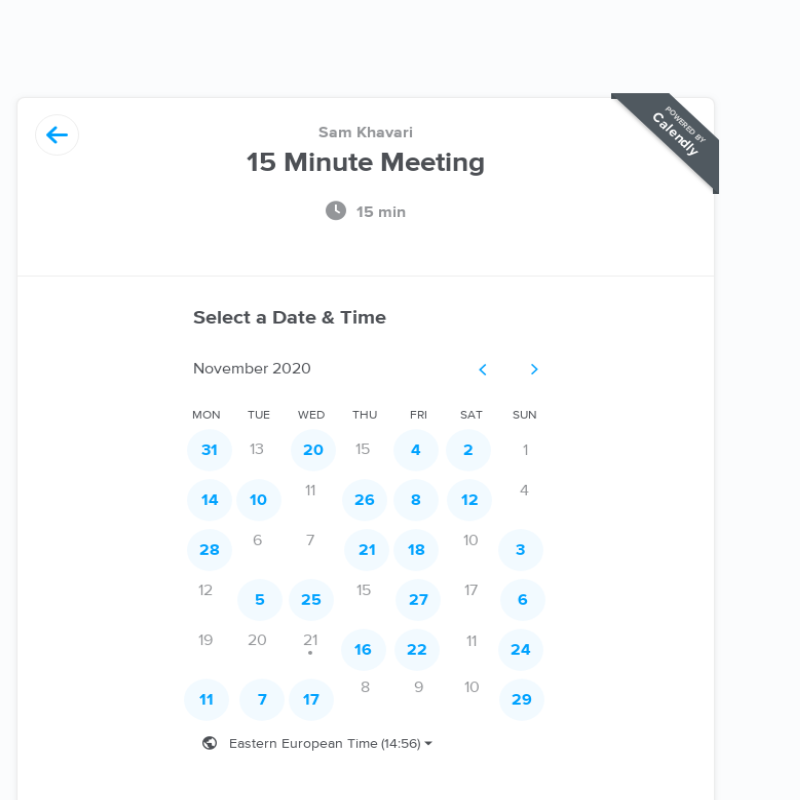 POWERED BY
Calendly
Sam Khavari
15 Minute Meeting
15 min
Select a Date & Time
November 2020
MON TUE WED THU FRI SAT SUN
31 13 20 15 4 2 1
14 10 11 26 8 12 4
28 6 7 21 18 10 3
12 5 25 15 27 17 6
19 20 21 16 22 11 24
11 7 17 8 9 10 29
Eastern European Time (14:56)